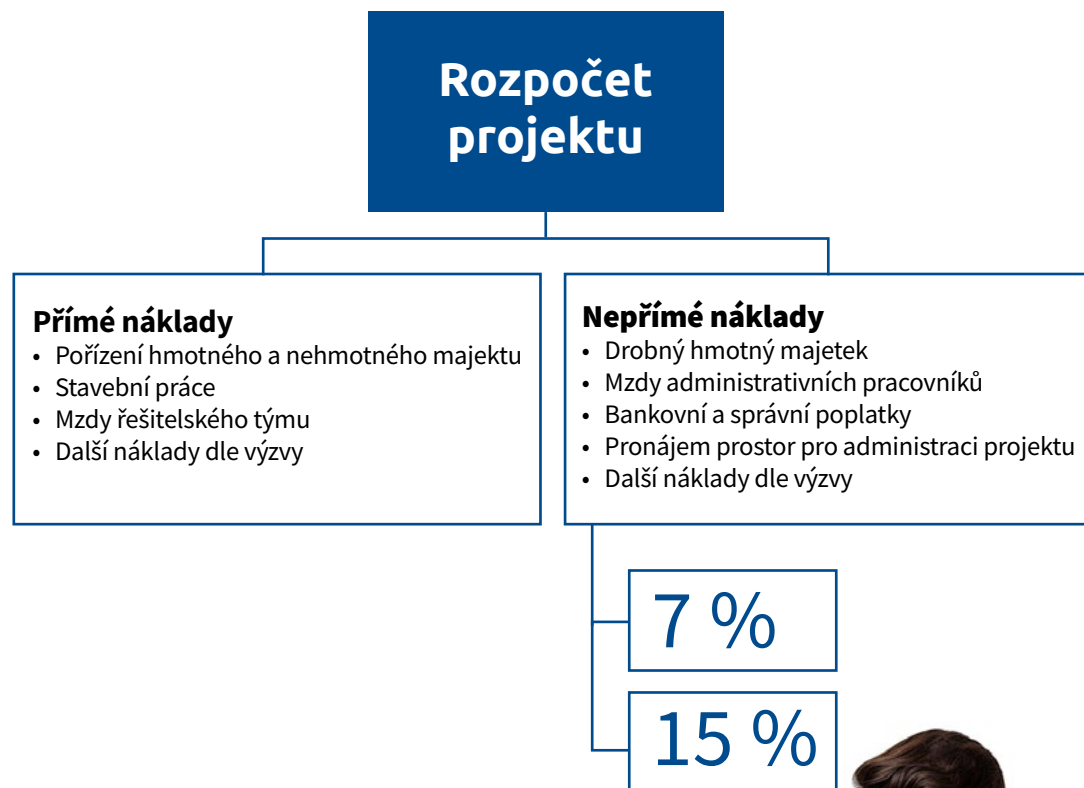 Rozpočet
projektu
Přímé náklady
• Pořízení hmotného a nehmotného majektu
• Stavební práce
• Mzdy řešitelského týmu
• Další náklady dle výzvy
Nepřímé náklady
• Drobný hmotný majetek
• Mzdy administrativních pracovníků
• Bankovní a správní poplatky
• Pronájem prostor pro administraci projektu
• Další náklady dle výzvy
7 %
15 %